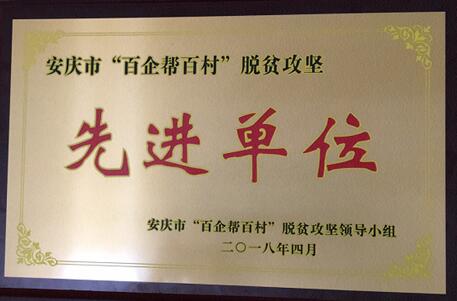 安庆市“百企帮百村”脱贫攻坚
先进单位
安庆市“百企帮百村”脱贫攻坚领导小组
二〇一八年四月